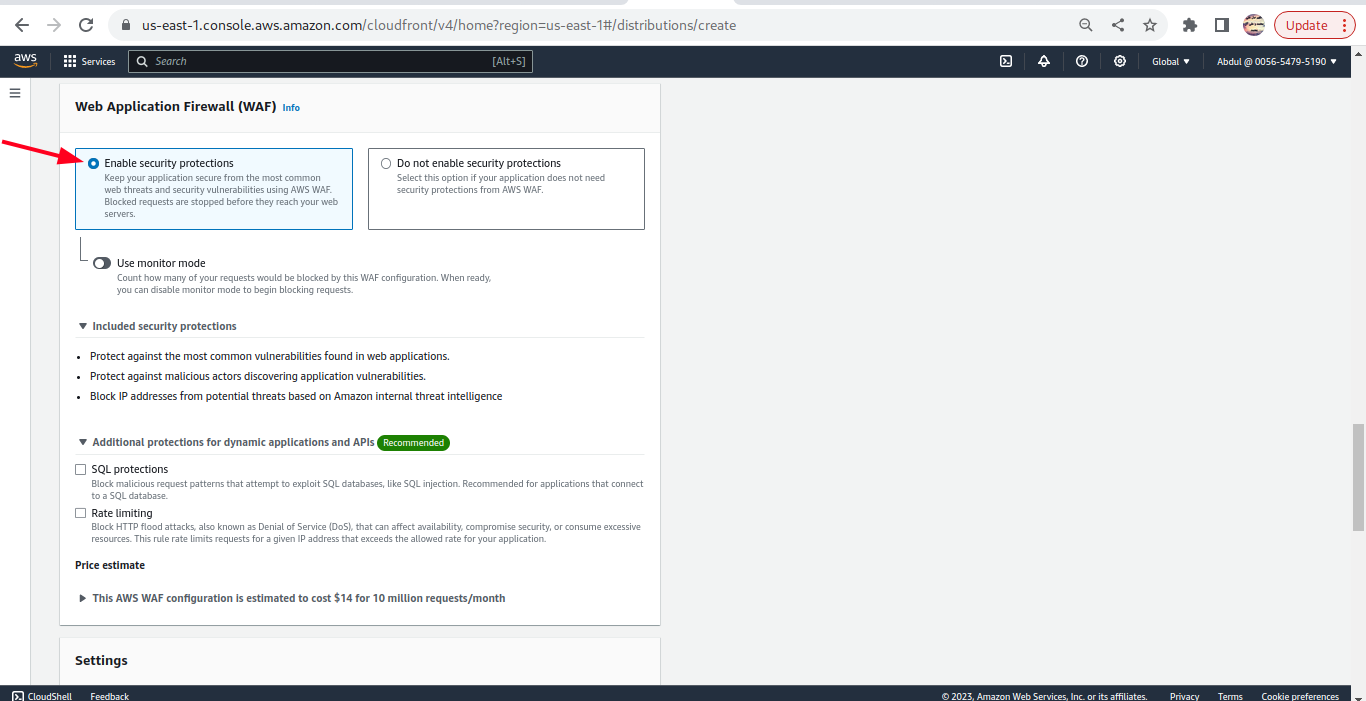 us-east-1.console.aws.amazon.com/cloudfront/v4/home?region=us-east-1#/distributions/create
Update
aws
Services
Search
[Alt+S]
Global
Abdul @ 0056-5479-5190
Web Application Firewall (WAF) Info
Enable security protections
Keep your application secure from the most common
web threats and security vulnerabilities using AWS WAF.
Blocked requests are stopped before they reach your web
servers.
Do not enable security protections
Select this option if your application does not need
security protections from AWS WAF.
Use monitor mode
Count how many of your requests would be blocked by this WAF configuration. When ready,
you can disable monitor mode to begin blocking requests.
Included security protections
• Protect against the most common vulnerabilities found in web applications.
• Protect against malicious actors discovering application vulnerabilities.
• Block IP addresses from potential threats based on Amazon internal threat intelligence
Additional protections for dynamic applications and APIs Recommended
SQL protections
Block malicious request patterns that attempt to exploit SQL databases, like SQL injection. Recommended for applications that connect
to a SQL database.
Rate limiting
Block HTTP flood attacks, also known as Denial of Service (DoS), that can affect availability, compromise security, or consume excessive
resources. This rule rate limits requests for a given IP address that exceeds the allowed rate for your application.
Price estimate
This AWS WAF configuration is estimated to cost $14 for 10 million requests/month
Settings
CloudShell
Feedback
© 2023, Amazon Web Services, Inc. or its affiliates.
Privacy
Terms
Cookie preferences